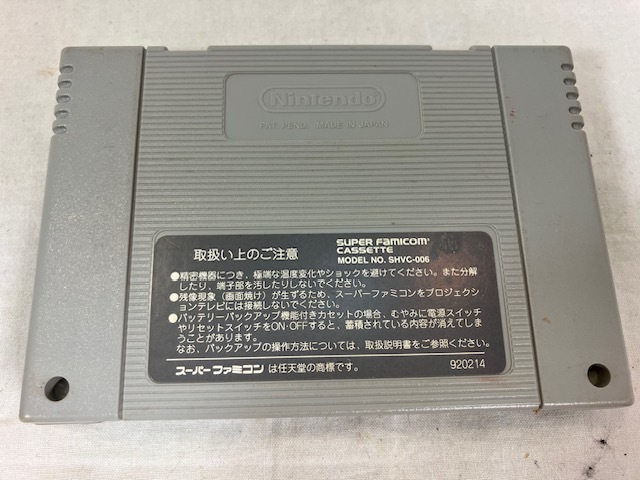 Nintendo
PAT. PEND. MADE IN JAPAN
取扱い上のご注意
SUPER FAMICOM
CASSETTE
MODEL NO. SHVC-006
●精密機器につき、極端な温度変化やショックを避けてください。また分解
したり、端子部を汚したりしないでください。
●残像現象（画面焼け）が生ずるため、スーパーファミコンをプロジェクシ
ョンテレビには接続しないでください。
●バッテリーバックアップ機能付きカセットの場合、むやみに電源スイッチ
やリセットスイッチをON・OFFすると、蓄積されている内容が消えてしま
うことがあります。
なお、バックアップの操作方法については、取扱説明書をご参照ください。
スーパーファミコン は任天堂の商標です。
920214